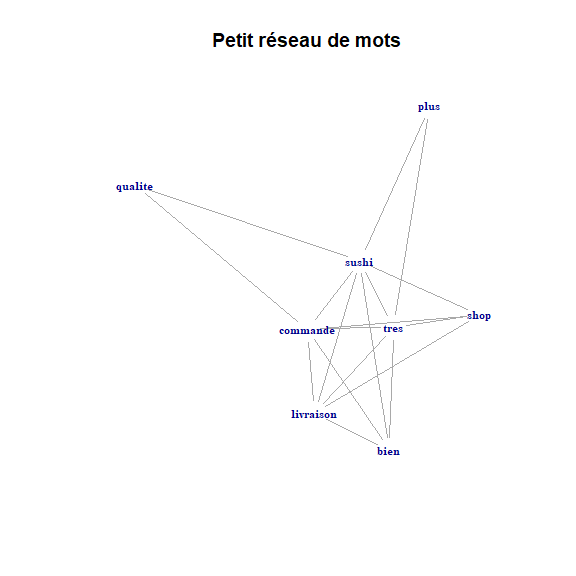 Petit réseau de mots
plus
qualite
sushi
shop
commande
tres
livraison
bien